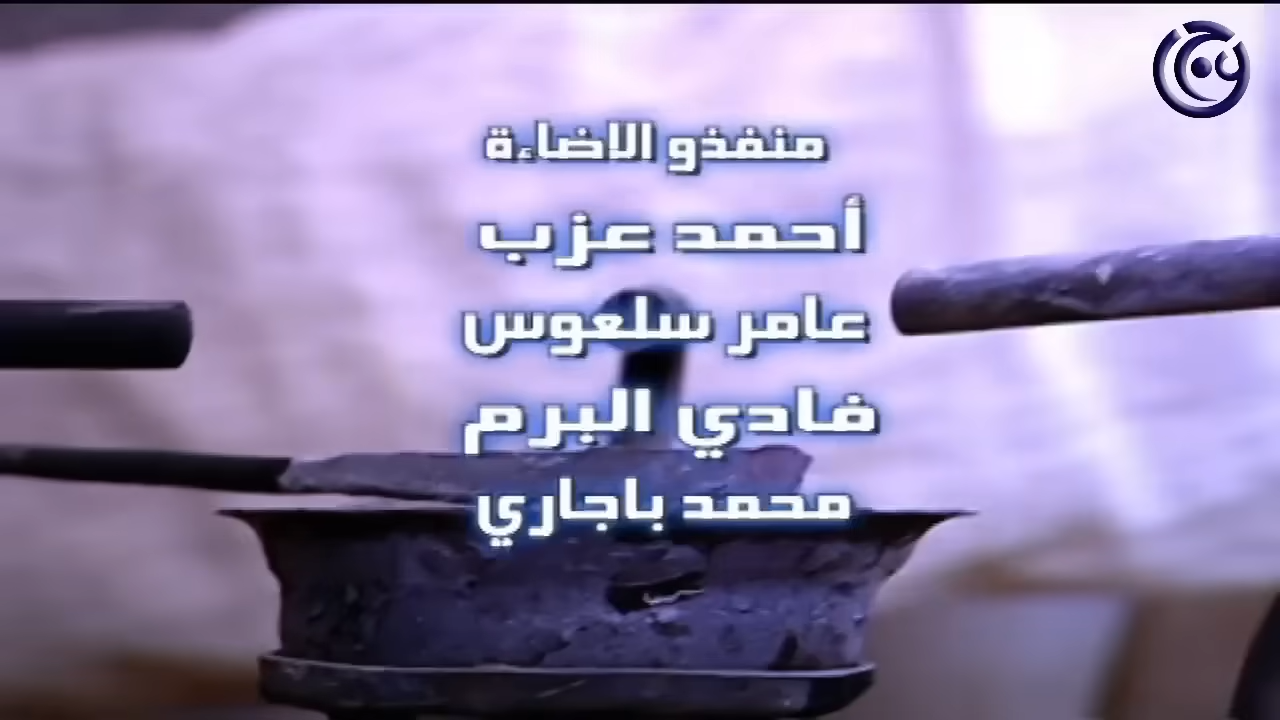 منفذو الاضاءة
أحمد عزب
عامر سلعوس
فادي البرم
محمد باجاري